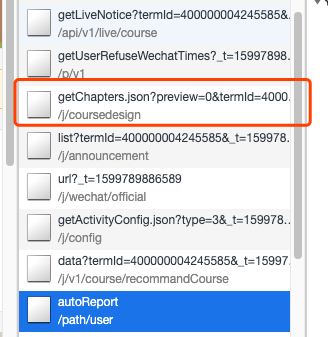 getLiveNotice?termId=400000004245585&...
/api/v1/live/course
getUserRefuseWechatTimes?_t=15997898...
/p/v1
getChapters.json?preview=0&termId=4000...
/j/coursedesign
list?termId=400000004245585&_t=159978...
/j/announcement
url?_t=1599789886589
/j/wechat/official
getActivityConfig.json?type=3&_t=159978...
/j/config
data?termId=400000004245585&_t=15997...
/j/v1/course/recommandCourse
autoReport
/path/user